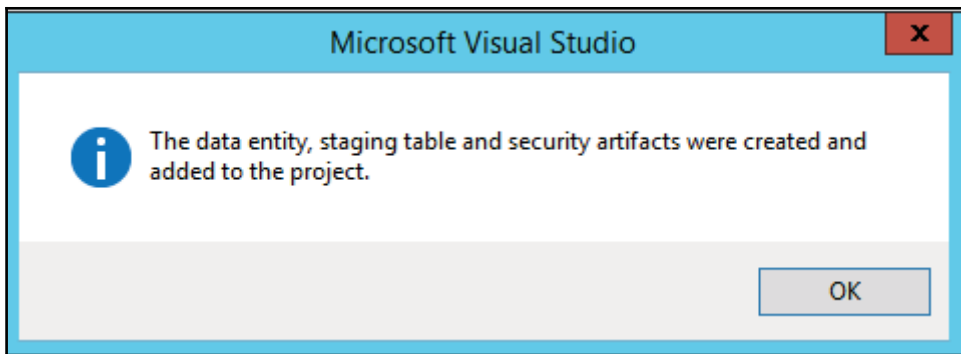 Microsoft Visual Studio
x
i
The data entity, staging table and security artifacts were created and
added to the project.
OK